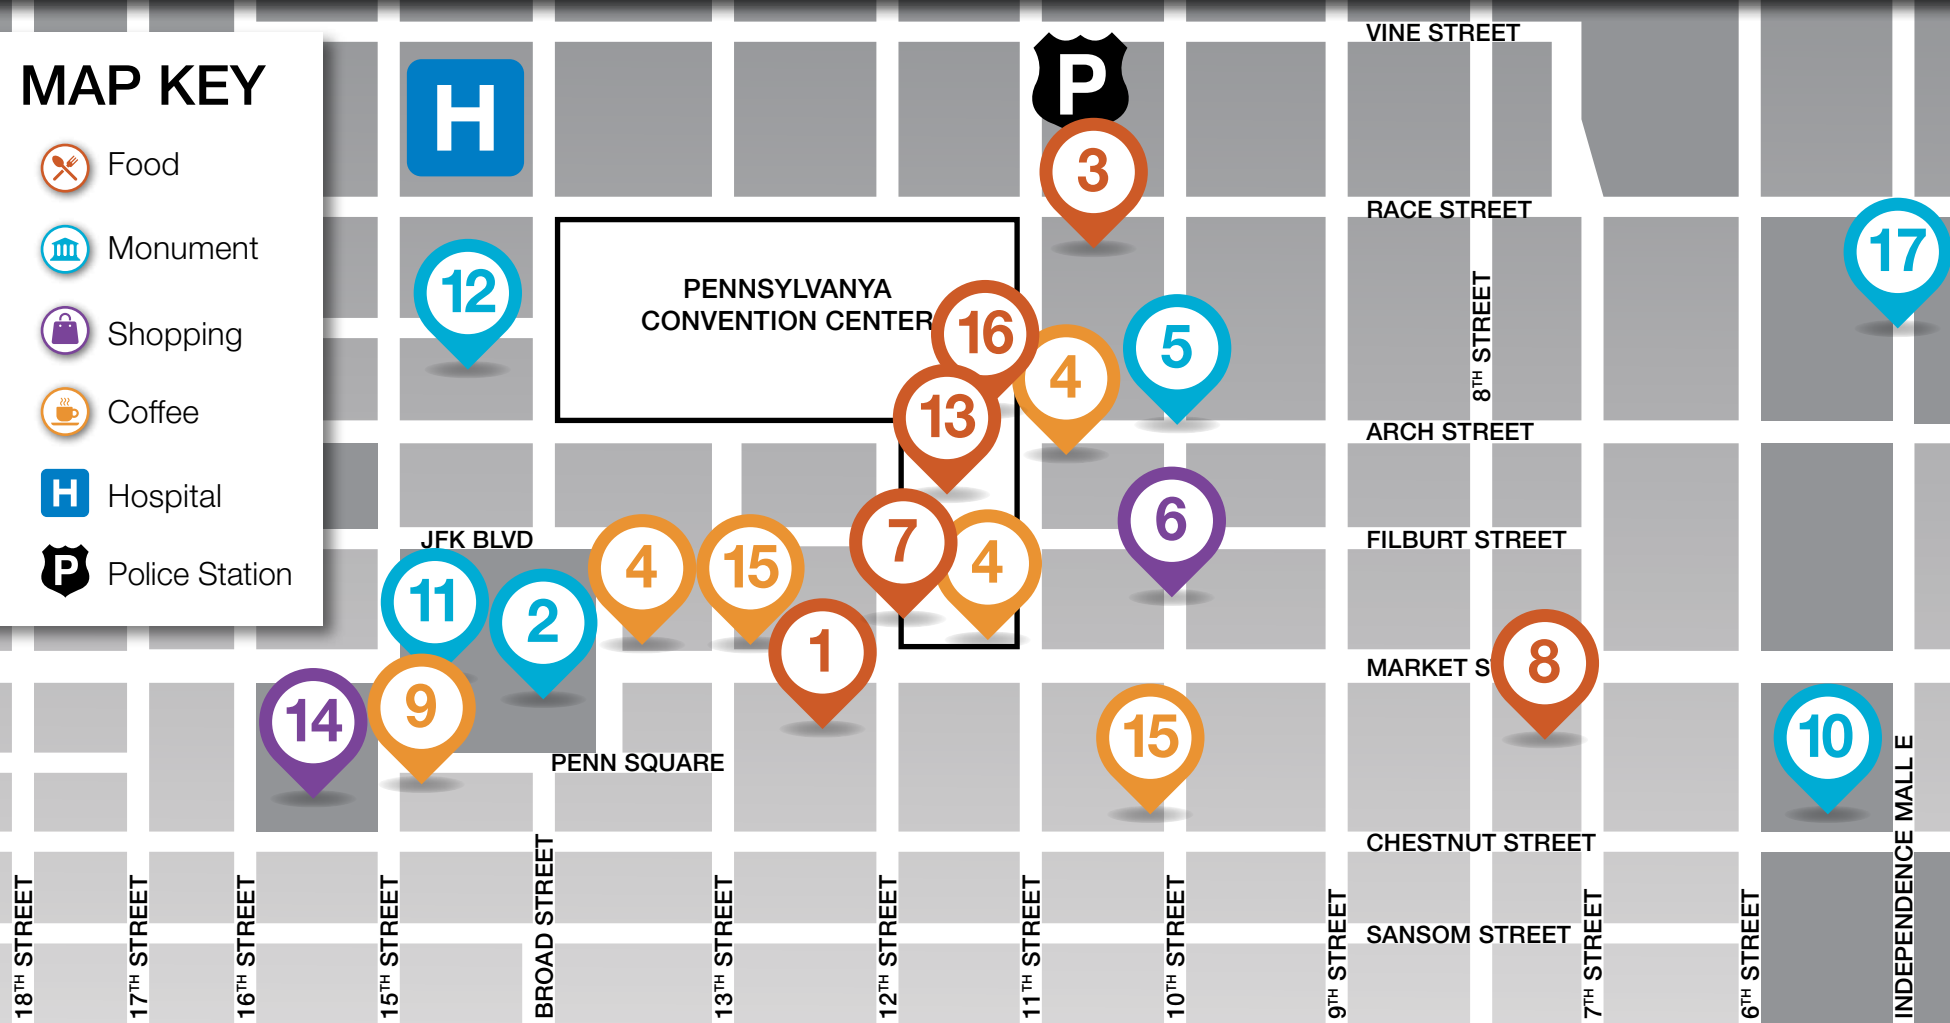 MAP KEY
Food
Monument
Shopping
Coffee
H Hospital
P Police Station
H
P
3
12
PENNSYLVANYA
CONVENTION CENTER
16
4
5
13
17
6
JFK BLVD
11
2
4
15
7
4
1
14
9
15
8
10
PENN SQUARE
VINE STREET
RACE STREET
8TH STREET
ARCH STREET
FILBURT STREET
MARKET S
CHESTNUT STREET
SANSOM STREET
18TH STREET
17TH STREET
16TH STREET
15TH STREET
BROAD STREET
13TH STREET
12TH STREET
11TH STREET
10TH STREET
9TH STREET
7TH STREET
6TH STREET
INDEPENDENCE MALL E